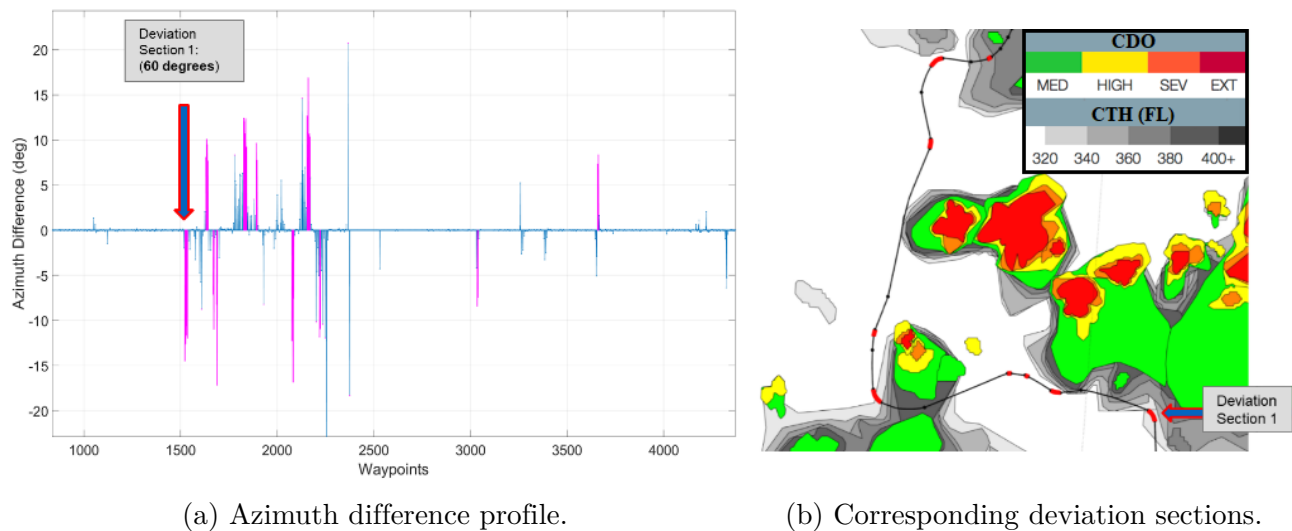 Deviation
Section 1:
(60 degrees)
20
15
10
5
0
-5
-10
-15
-20
Azimuth Difference (deg)
1000 1500 2000 2500 3000 3500 4000
Waypoints
(a) Azimuth difference profile.
CDO
MED HIGH SEV EXT
CTH (FL)
320 340 360 380 400+
Deviation
Section 1
(b) Corresponding deviation sections.